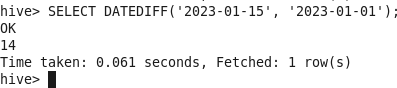 hive> SELECT DATEDIFF('2023-01-15', '2023-01-01');
OK
14
Time taken: 0.061 seconds, Fetched: 1 row(s)
hive>